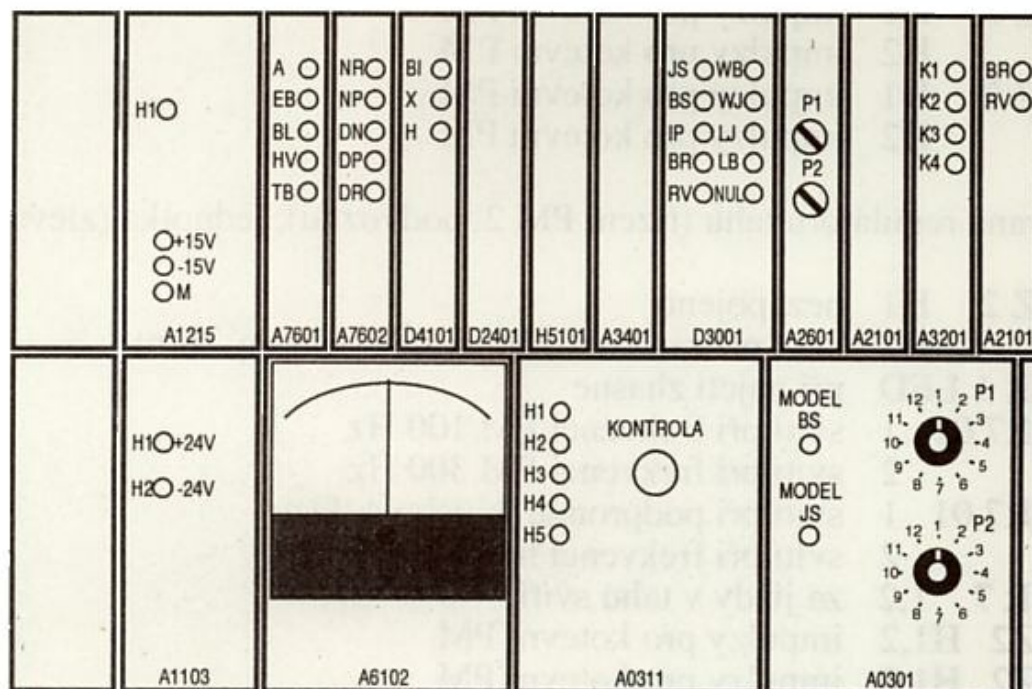 H1
+15V
-15V
M
A1215
A
EB
BL
HV
TB
A7601
NR
NP
DN
DP
DR
A7602
BI
X
H
D4101
D2401
H5101
A3401
JS WB
BS WJ
IP LJ
BR LB
RV NUL
D3001
P1
P2
A2601
A2101
K1
K2
K3
K4
A3201
BR
RV
A2101
H1 +24V
H2 -24V
A1103
A6102
H1
H2
H3
H4
H5
KONTROLA
A0311
MODEL
BS
MODEL
JS
P1
12 1 2 3 4 5 6 7 8 9 10 11
P2
12 1 2 3 4 5 6 7 8 9 10 11
A0301